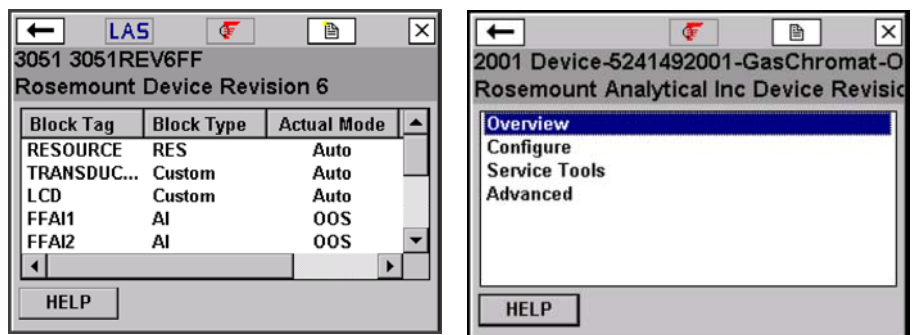 LAS
3051 3051REV6FF
Rosemount Device Revision 6
Block Tag Block Type Actual Mode
RESOURCE RES Auto
TRANSDUC... Custom Auto
LCD Custom Auto
FFAI1 AI OOS
FFAI2 AI OOS
HELP
2001 Device-5241492001-GasChromat-O
Rosemount Analytical Inc Device Revisic
Overview
Configure
Service Tools
Advanced
HELP